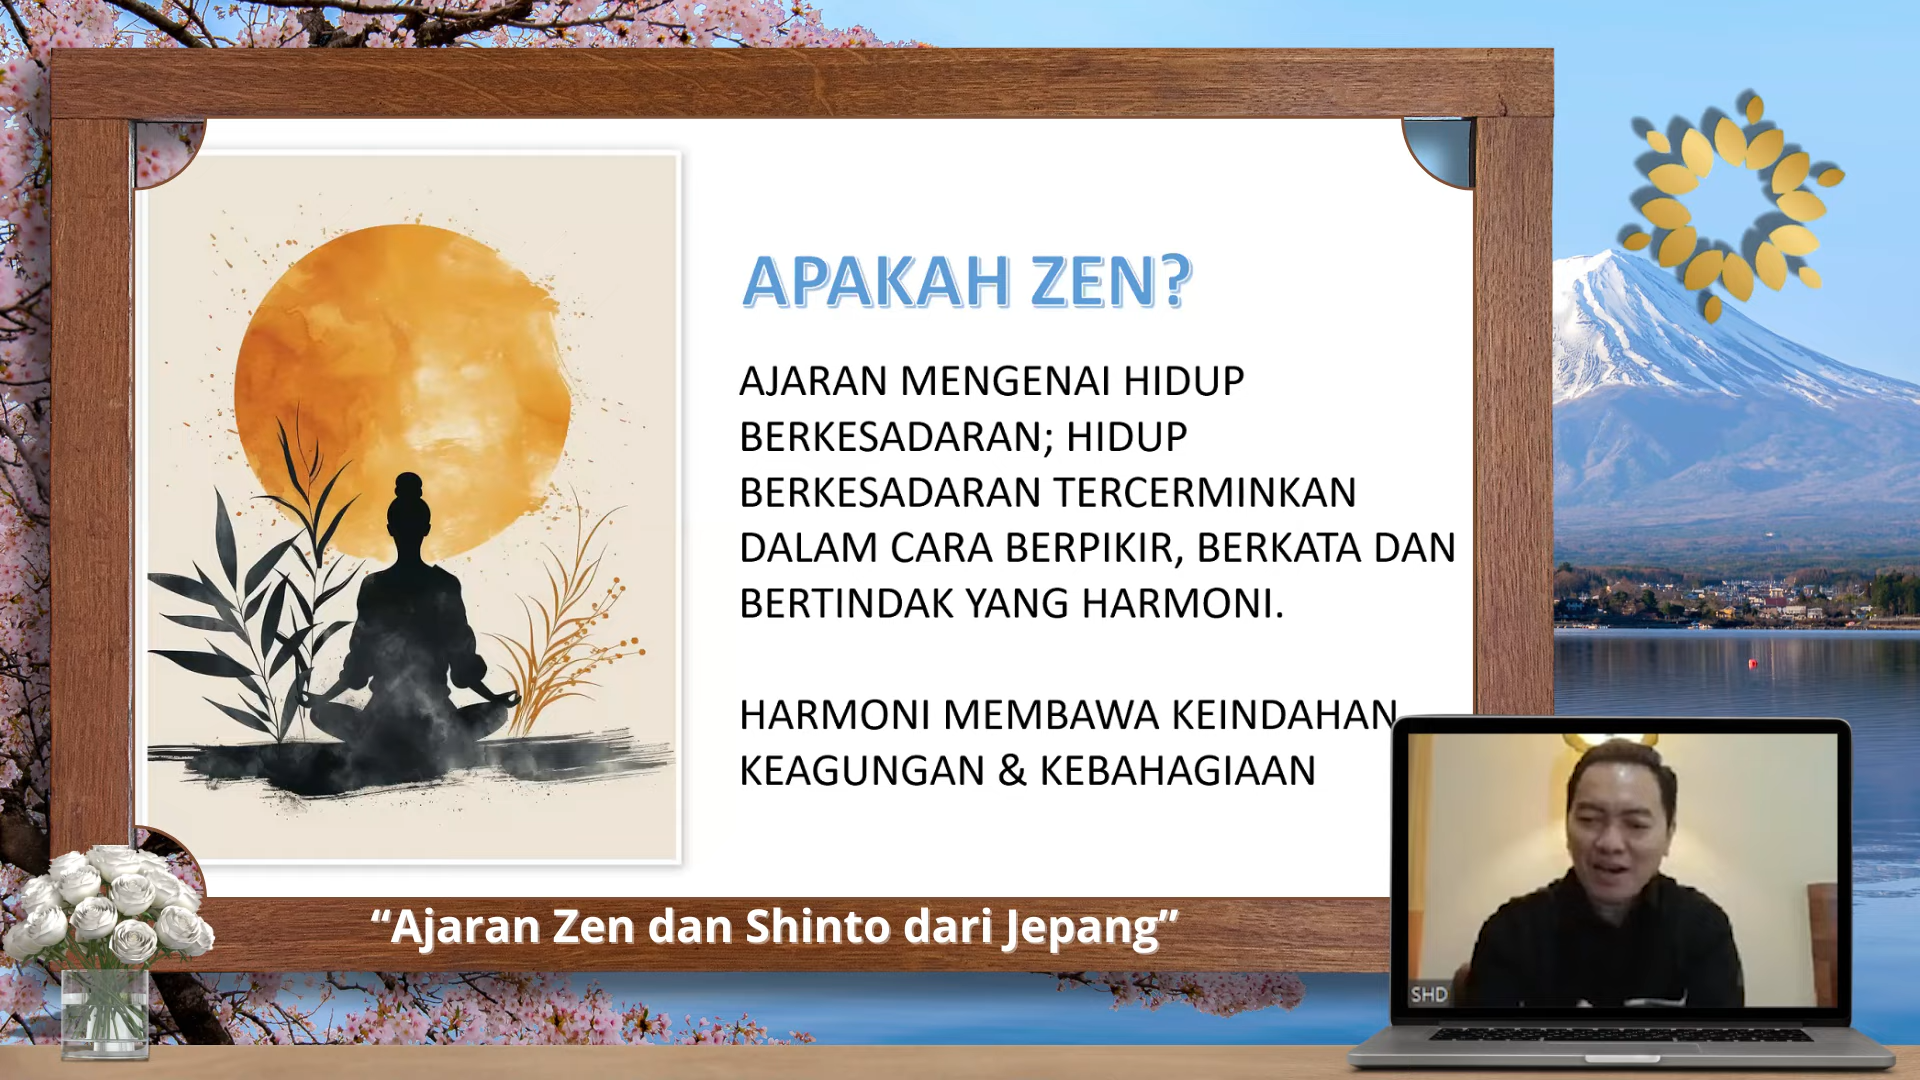 APAKAH ZEN?
AJARAN MENGENAI HIDUP
BERKESADARAN; HIDUP
BERKESADARAN TERCERMINKAN
DALAM CARA BERPIKIR, BERKATA DAN
BERTINDAK YANG HARMONI.
HARMONI MEMBAWA KEINDAHAN
KEAGUNGAN & KEBAHAGIAAN
“Ajaran Zen dan Shinto dari Jepang”
SHD